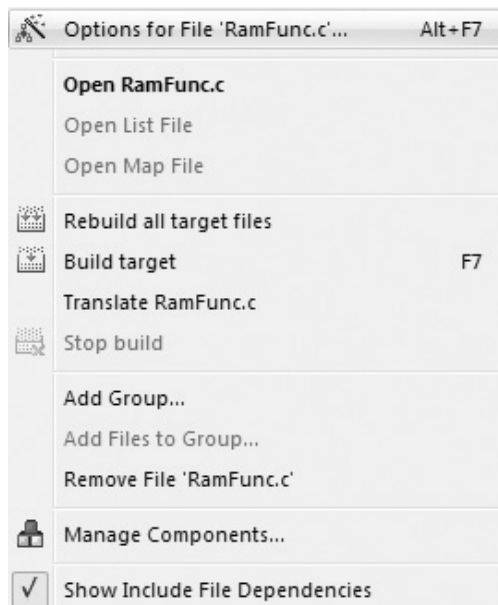 Options for File 'RamFunc.c'... Alt+F7
Open RamFunc.c
Open List File
Open Map File
Rebuild all target files
Build target F7
Translate RamFunc.c
Stop build
Add Group...
Add Files to Group...
Remove File 'RamFunc.c'
Manage Components...
Show Include File Dependencies